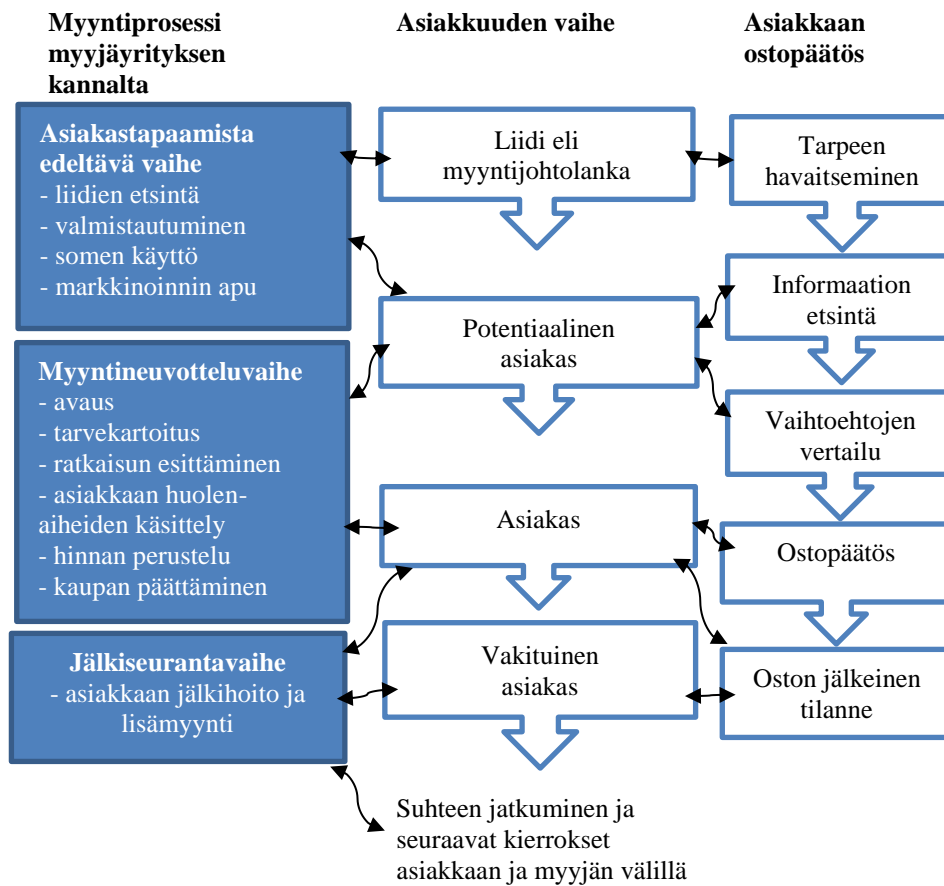 Myyntiprosessi
myyjäyrityksen
kannalta
Asiakkuuden vaihe
Asiakkaan
ostopäätös
Asiakastapaamista
edeltävä vaihe
- liidien etsintä
- valmistautuminen
- somen käyttö
- markkinoinnin apu
Myyntineuvotteluvaihe
- avaus
- tarvekartoitus
- ratkaisun esittäminen
- asiakkaan huolen-
aiheiden käsittely
- hinnan perustelu
- kaupan päättäminen
Jälkiseurantavaihe
- asiakkaan jälkihoito ja
lisämyynti
Liidi eli
myyntijohtolanka
Potentiaalinen
asiakas
Asiakas
Vakituinen
asiakas
Suhteen jatkuminen ja
seuraavat kierrokset
asiakkaan ja myyjän välillä
Tarpeen
havaitseminen
Informaation
etsintä
Vaihtoehtojen
vertailu
Ostopäätös
Oston jälkeinen
tilanne